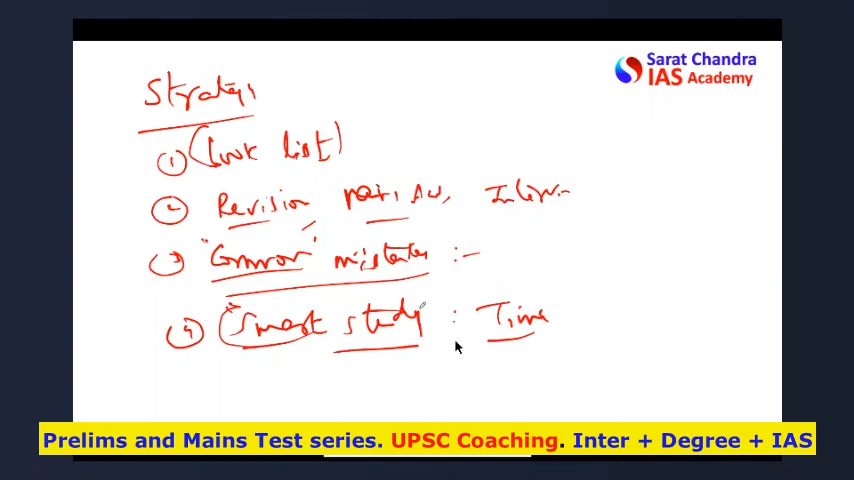 Sarat Chandra
IAS Academy
Strategy
① (Book list)
② Revision
③ "Common" mistakes :-
④ "Smart study : Time
Prelims and Mains Test series. UPSC Coaching. Inter + Degree + IAS